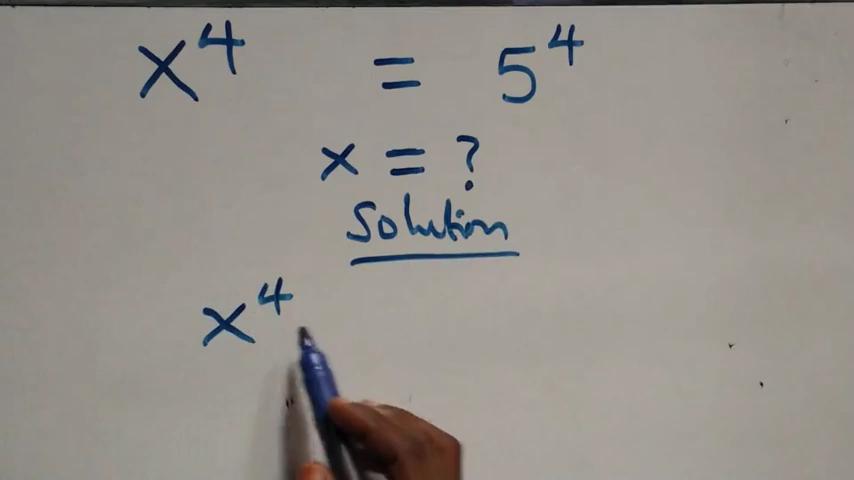 x⁴ = 5⁴
x = ?
Solution
x⁴